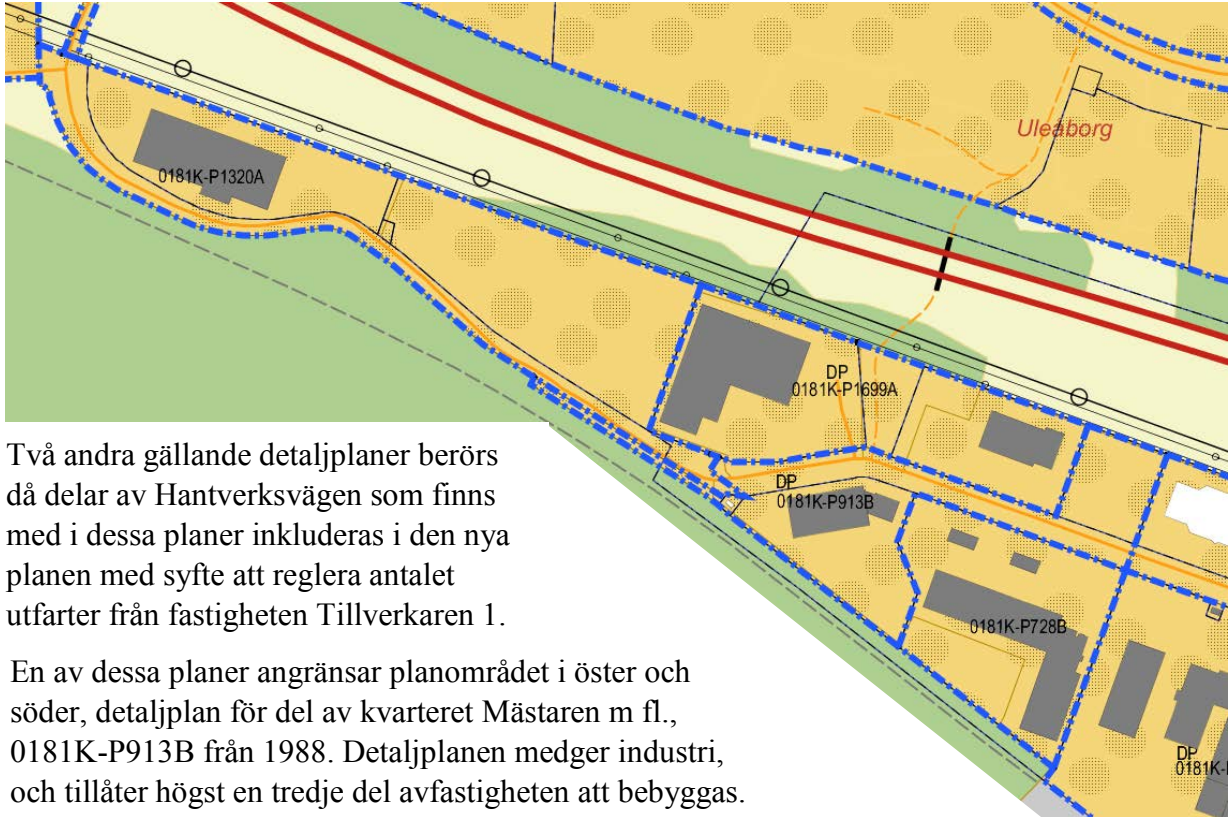 Uleåborg
0181K-P1320A
DP
0181K-P1699A
DP
0181K-P913B
0181K-P728B
DP
0181K-
Två andra gällande detaljplaner berörs
då delar av Hantverksvägen som finns
med i dessa planer inkluderas i den nya
planen med syfte att reglera antalet
utfarter från fastigheten Tillverkaren 1.
En av dessa planer angränsar planområdet i öster och
söder, detaljplan för del av kvarteret Mästaren m fl.,
0181K-P913B från 1988. Detaljplanen medger industri,
och tillåter högst en tredje del avfastigheten att bebyggas.